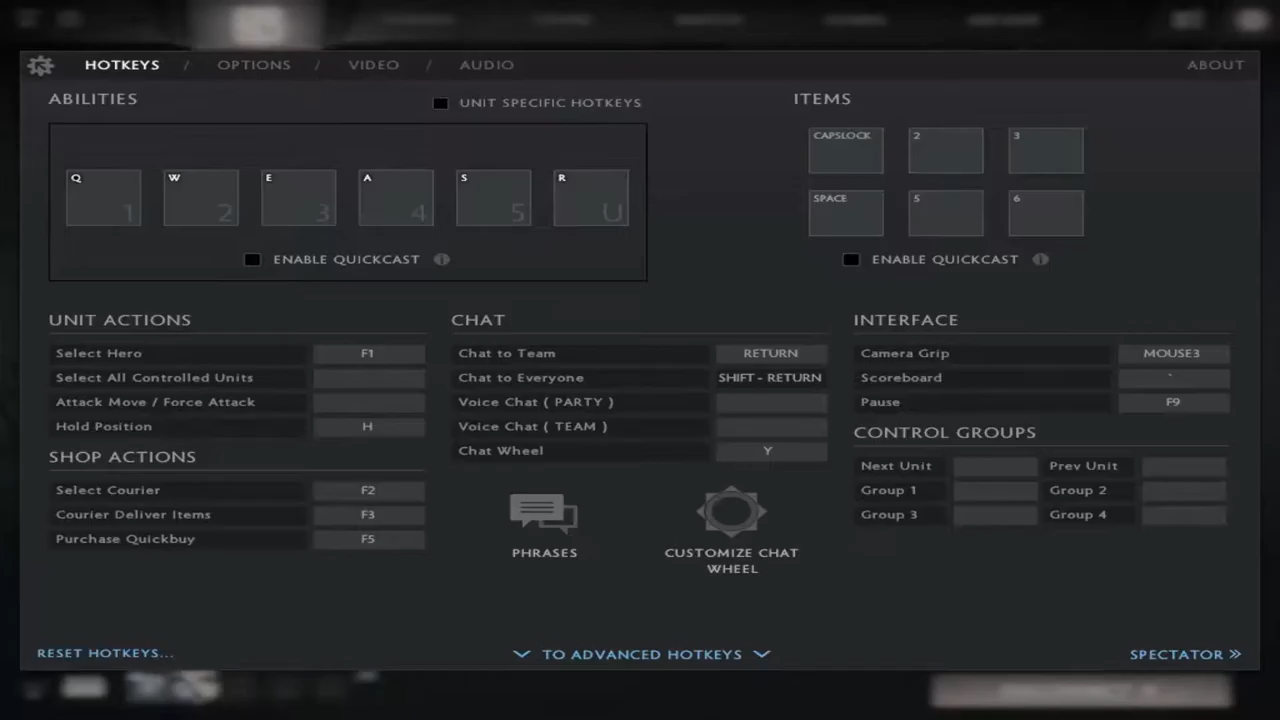 HOTKEYS / OPTIONS / VIDEO / AUDIO ABOUT
ABILITIES
UNIT SPECIFIC HOTKEYS
ITEMS
Q W E A S R
1 2 3 4 5 U
ENABLE QUICKCAST
CAPSLOCK 2 3
SPACE 5 6
ENABLE QUICKCAST
UNIT ACTIONS
Select Hero F1
Select All Controlled Units
Attack Move / Force Attack
Hold Position H
SHOP ACTIONS
Select Courier F2
Courier Deliver Items F3
Purchase Quickbuy F5
CHAT
Chat to Team RETURN
Chat to Everyone SHIFT - RETURN
Voice Chat ( PARTY )
Voice Chat ( TEAM )
Chat Wheel Y
PHRASES
CUSTOMIZE CHAT
WHEEL
INTERFACE
Camera Grip MOUSE3
Scoreboard `
Pause F9
CONTROL GROUPS
Next Unit Prev Unit
Group 1 Group 2
Group 3 Group 4
RESET HOTKEYS...
TO ADVANCED HOTKEYS
SPECTATOR